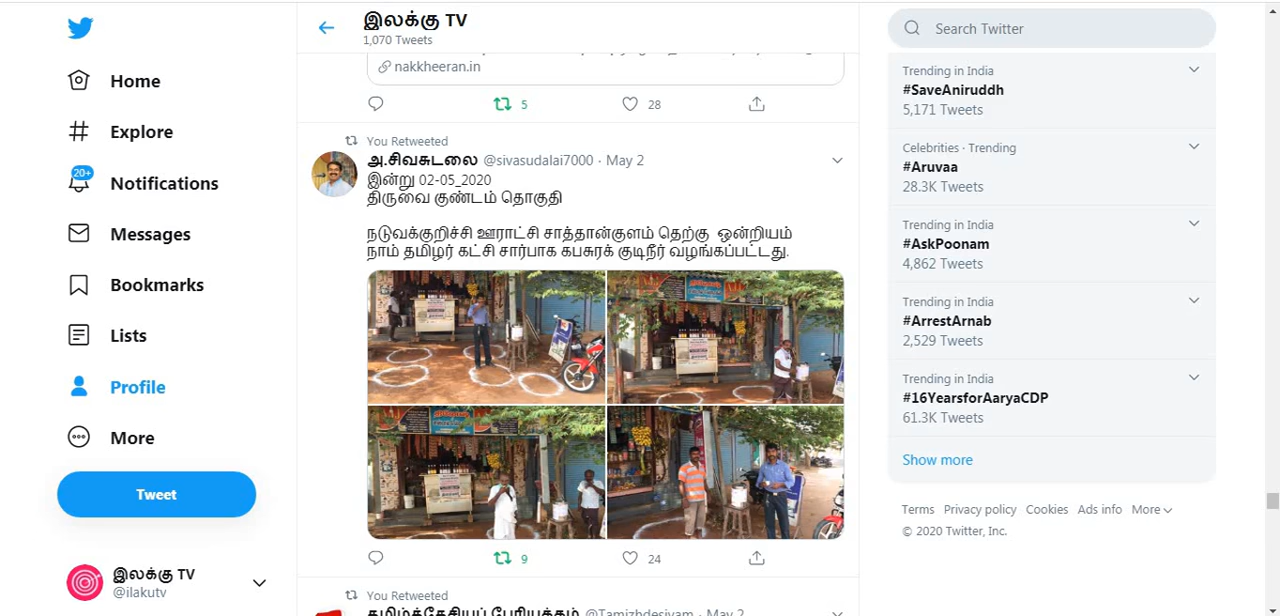 இலக்கு TV
1,070 Tweets
Home
Explore
20+
Notifications
Messages
Bookmarks
Lists
Profile
More
Tweet
இலக்கு TV
@ilakutv
nakkheeran.in
5
28
You Retweeted
அ.சிவசுடலை @sivasudalai7000 · May 2
இன்று 02-05_2020
திருவை குண்டம் தொகுதி
நடுவக்குறிச்சி ஊராட்சி சாத்தான்குளம் தெற்கு ஒன்றியம்
நாம் தமிழர் கட்சி சார்பாக கபசுரக் குடிநீர் வழங்கப்பட்டது.
9
24
You Retweeted
தமிழ்த்தேசியப் பேரியக்கம் @Tamizhdesiyam · May 2
Search Twitter
Trending in India
#SaveAniruddh
5,171 Tweets
Celebrities · Trending
#Aruvaa
28.3K Tweets
Trending in India
#AskPoonam
4,862 Tweets
Trending in India
#ArrestArnab
2,529 Tweets
Trending in India
#16YearsforAaryaCDP
61.3K Tweets
Show more
Terms Privacy policy Cookies Ads info More
© 2020 Twitter, Inc.